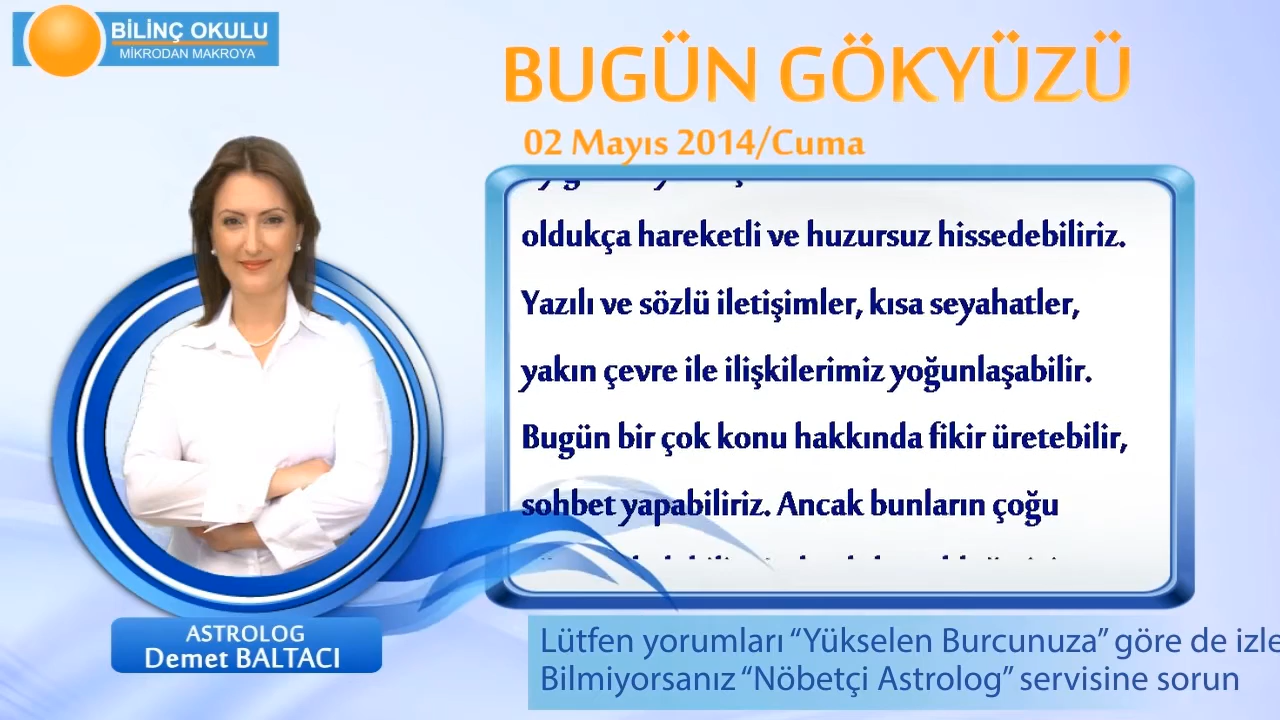 BİLİNÇ OKULU
MİKRODAN MAKROYA
BUGÜN GÖKYÜZÜ
02 Mayıs 2014/Cuma
oldukça hareketli ve huzursuz hissedebiliriz.
Yazılı ve sözlü iletişimler, kısa seyahatler,
yakın çevre ile ilişkilerimiz yoğunlaşabilir.
Bugün bir çok konu hakkında fikir üretebilir,
sohbet yapabiliriz. Ancak bunların çoğu
ASTROLOG
Demet BALTACI
Lütfen yorumları “Yükselen Burcunuza” göre de izle
Bilmiyorsanız “Nöbetçi Astrolog” servisine sorun